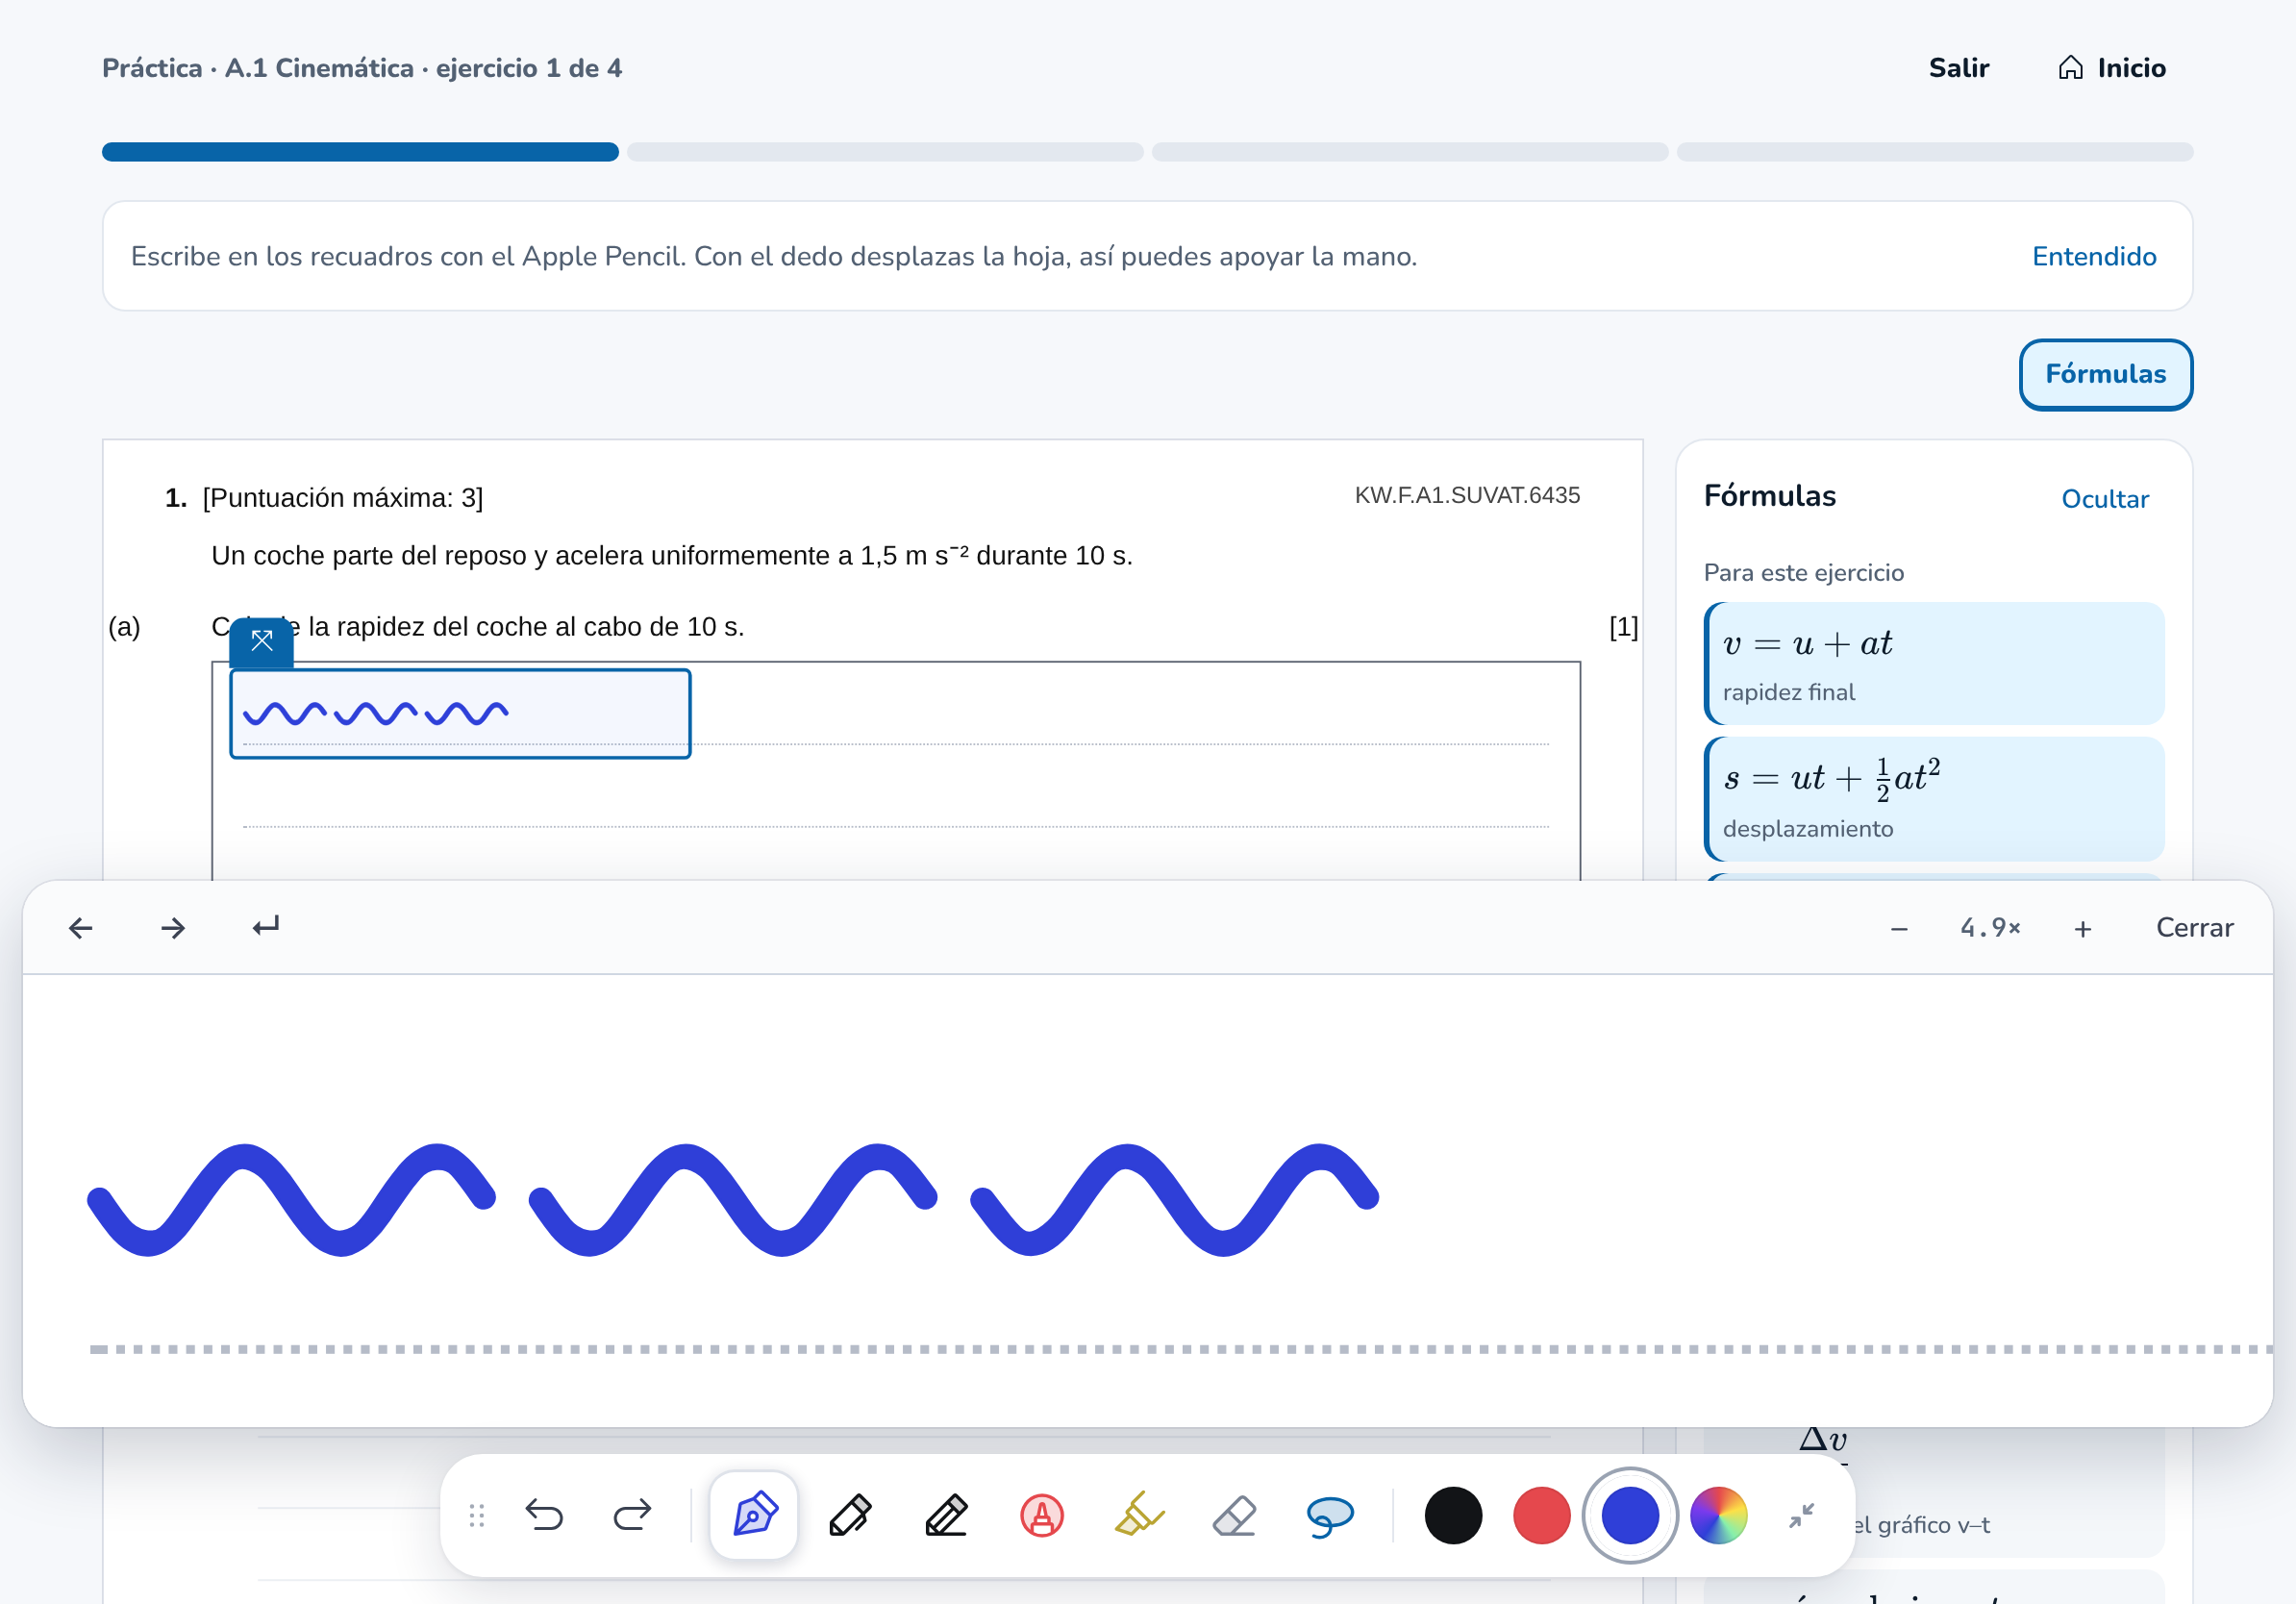 Práctica · A.1 Cinemática · ejercicio 1 de 4
Salir
Inicio
Escribe en los recuadros con el Apple Pencil. Con el dedo desplazas la hoja, así puedes apoyar la mano.
Entendido
Fórmulas
1. [Puntuación máxima: 3]
KW.F.A1.SUVAT.6435
Un coche parte del reposo y acelera uniformemente a 1,5 m s⁻² durante 10 s.
(a)
la rapidez del coche al cabo de 10 s.
[1]
Fórmulas
Ocultar
Para este ejercicio
v = u + at
rapidez final
s = ut + ½at²
desplazamiento
4.9×
Cerrar
Δv
el gráfico v–t